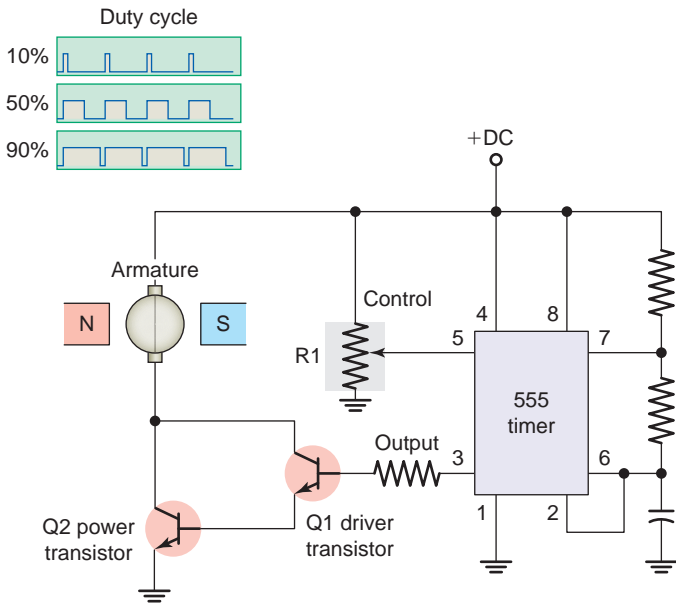 Duty cycle
10%
50%
90%
+DC
Armature
N
S
Control
R1
4
8
5
7
555
timer
Output
3
6
1
2
Q2 power
transistor
Q1 driver
transistor